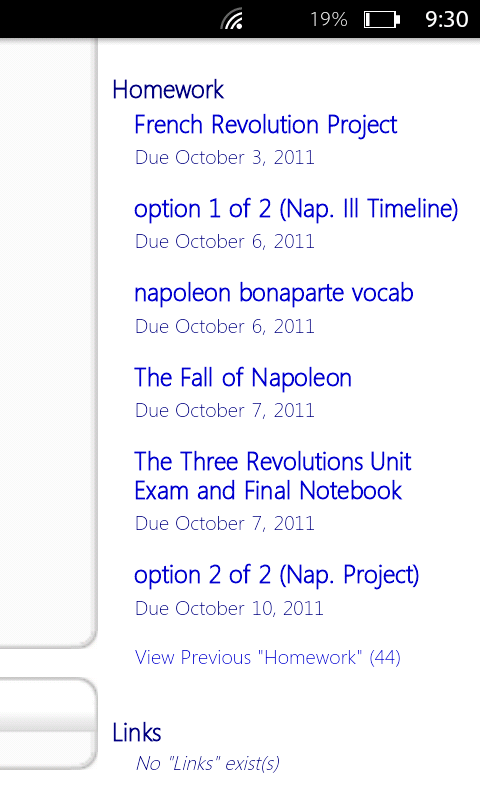 19% 9:30
Homework
French Revolution Project
Due October 3, 2011
option 1 of 2 (Nap. Ill Timeline)
Due October 6, 2011
napoleon bonaparte vocab
Due October 6, 2011
The Fall of Napoleon
Due October 7, 2011
The Three Revolutions Unit
Exam and Final Notebook
Due October 7, 2011
option 2 of 2 (Nap. Project)
Due October 10, 2011
View Previous "Homework" (44)
Links
No "Links" exist(s)